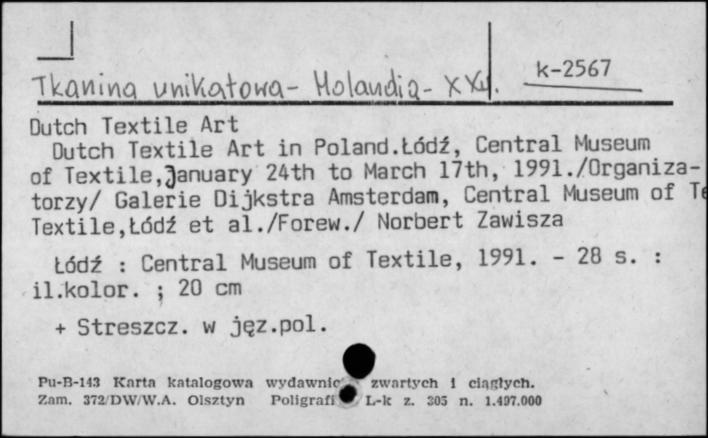 k-2567
Tkanina unikatowa - Holandia - XXw.
Dutch Textile Art
Dutch Textile Art in Poland.Łódź, Central Museum
of Textile,January 24th to March 17th, 1991./Organiza-
torzy/ Galerie Dijkstra Amsterdam, Central Museum of Te
Textile,Łódź et al./Forew./ Norbert Zawisza
Łódź : Central Museum of Textile, 1991. - 28 s. :
il.kolor. ; 20 cm
+ Streszcz. w jęz.pol.
Pu-B-143 Karta katalogowa wydawnic zwartych i ciągłych.
Zam. 372/DW/W.A. Olsztyn Poligrafi L-k z. 305 n. 1.497.000